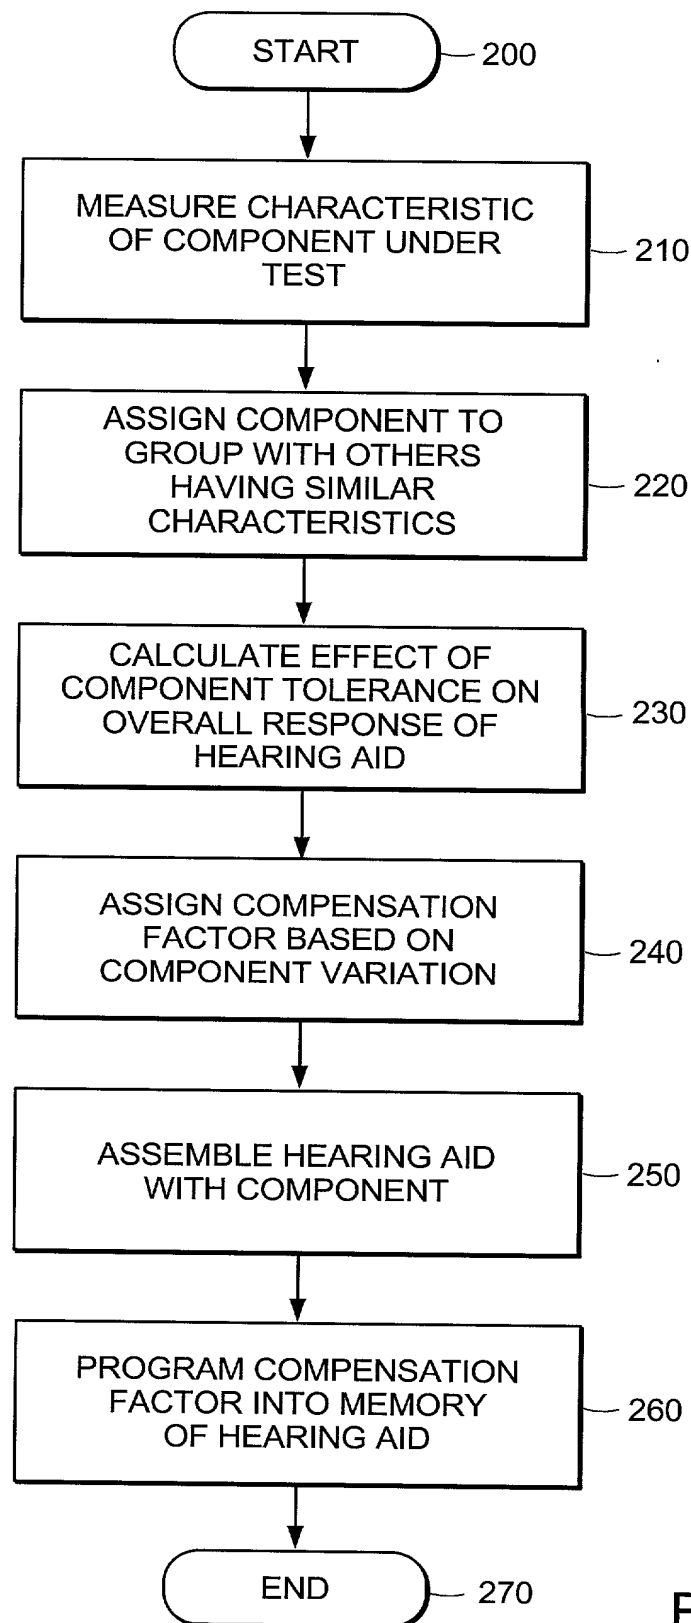 START
200
MEASURE CHARACTERISTIC
OF COMPONENT UNDER
TEST
210
ASSIGN COMPONENT TO
GROUP WITH OTHERS
HAVING SIMILAR
CHARACTERISTICS
220
CALCULATE EFFECT OF
COMPONENT TOLERANCE ON
OVERALL RESPONSE OF
HEARING AID
230
ASSIGN COMPENSATION
FACTOR BASED ON
COMPONENT VARIATION
240
ASSEMBLE HEARING AID
WITH COMPONENT
250
PROGRAM COMPENSATION
FACTOR INTO MEMORY
OF HEARING AID
260
END
270